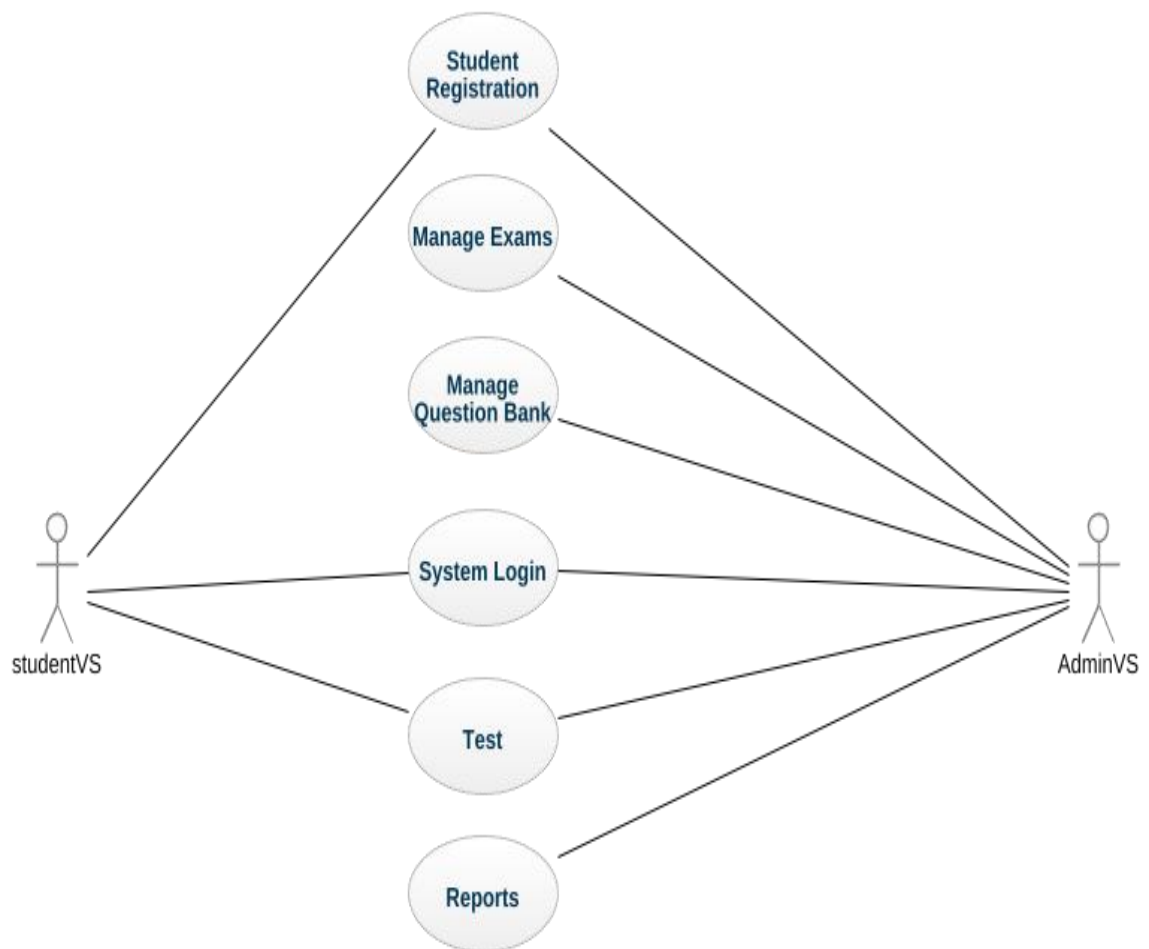 Student
Registration
Manage Exams
Manage
Question Bank
System Login
studentVS
AdminVS
Test
Reports